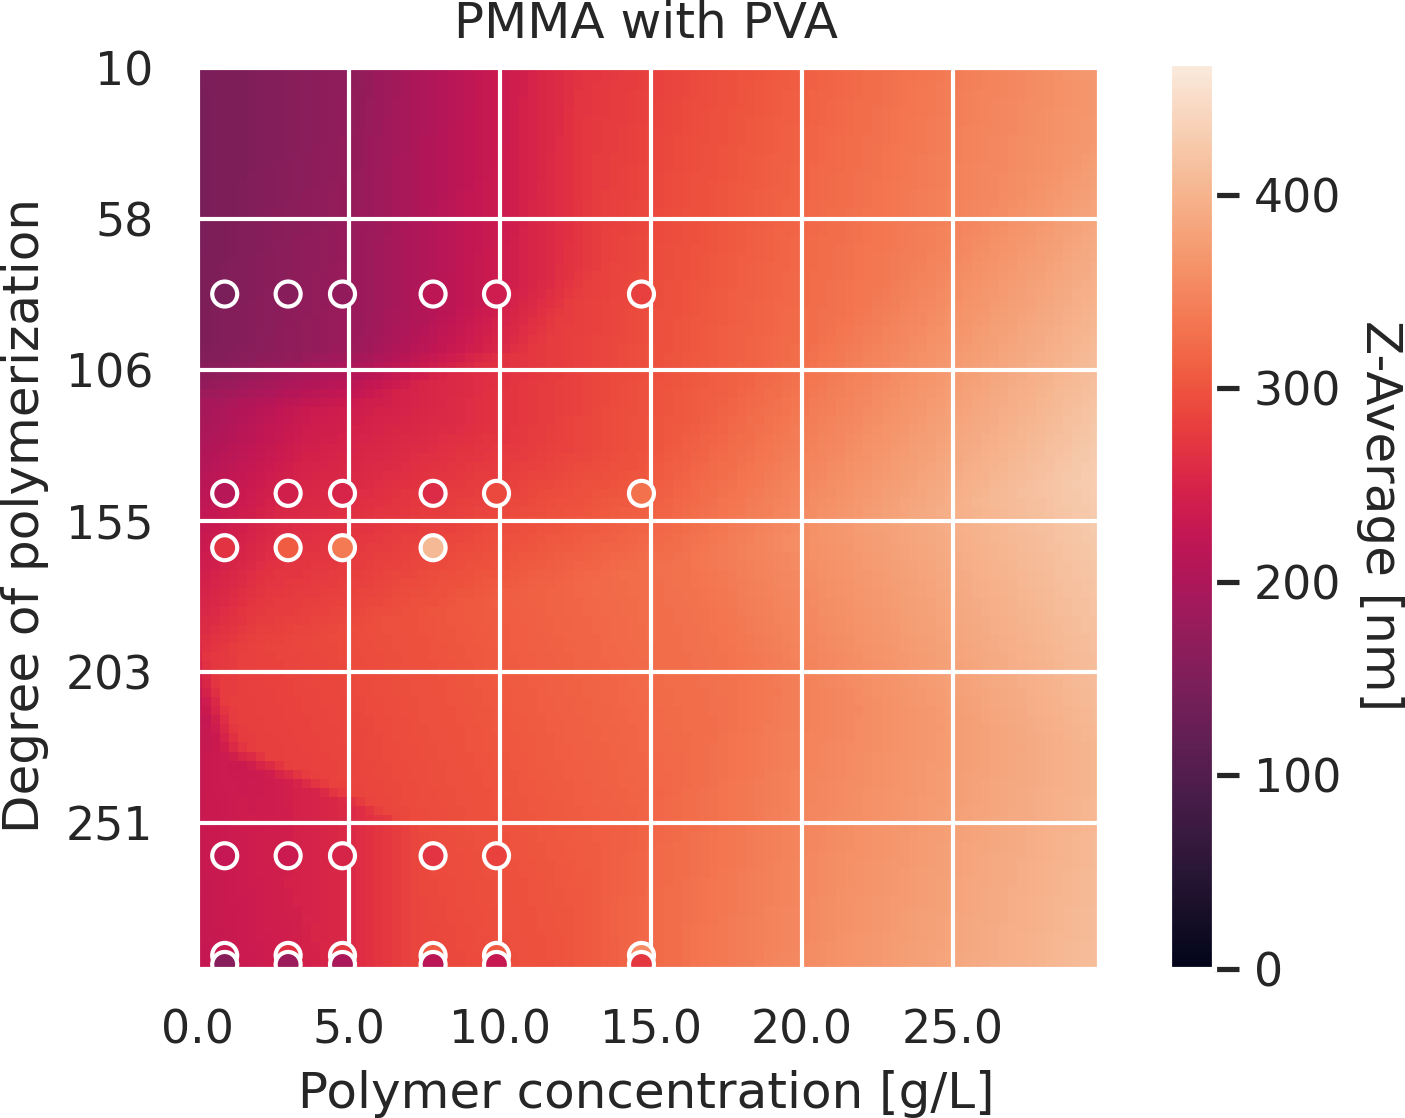 PMMA with PVA
10
58
106
155
203
251
Degree of polymerization
0.0 5.0 10.0 15.0 20.0 25.0
Polymer concentration [g/L]
400
300
200
100
0
Z-Average [nm]